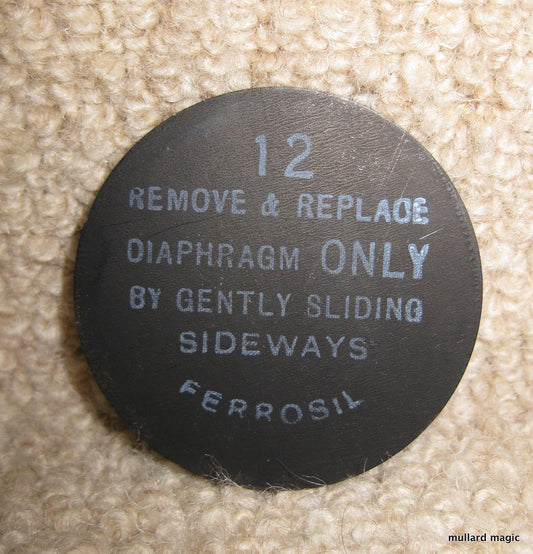 12
REMOVE & REPLACE
DIAPHRAGM ONLY
BY GENTLY SLIDING
SIDEWAYS
FERROSIL
mullard magic